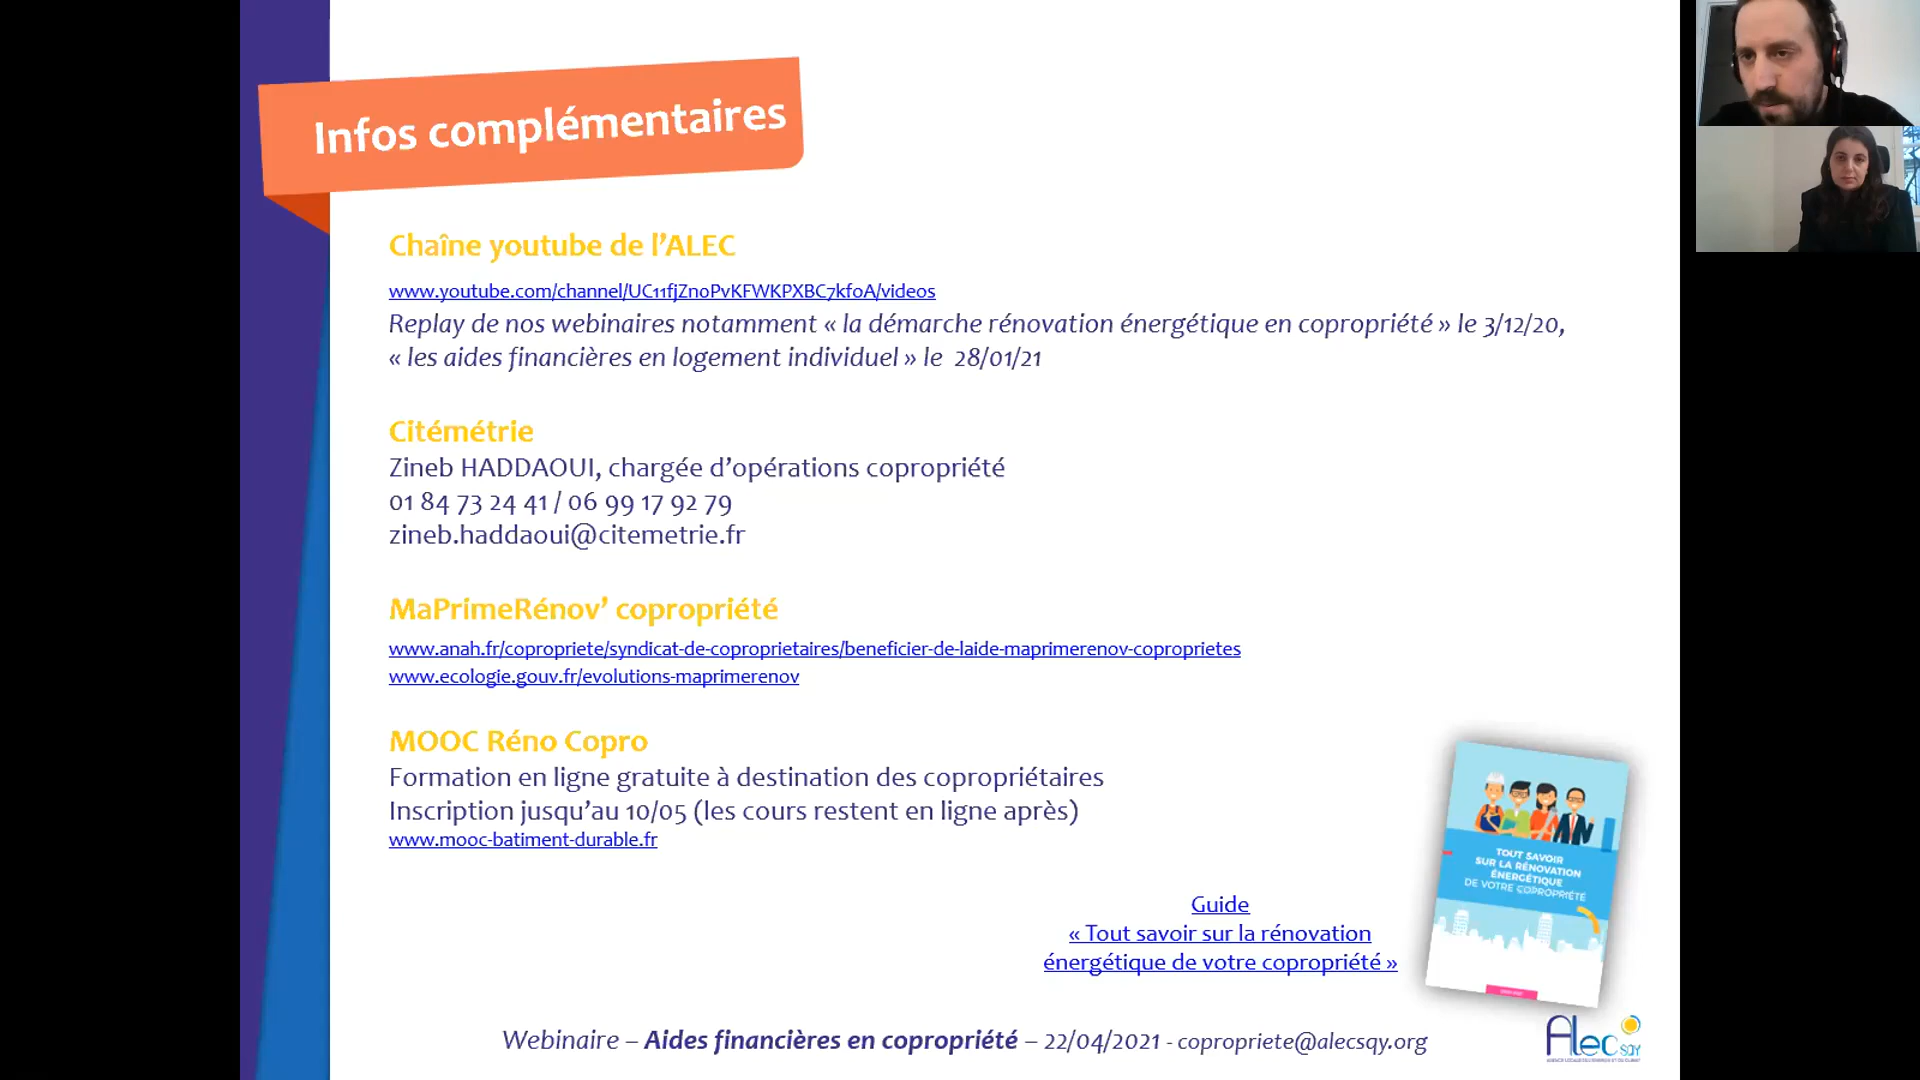 Infos complémentaires
Chaîne youtube de l’ALEC
www.youtube.com/channel/UC11fjZnoPvKFWKPXBC7kfoA/videos
Replay de nos webinaires notamment « la démarche rénovation énergétique en copropriété » le 3/12/20,
« les aides financières en logement individuel » le 28/01/21
Citémétrie
Zineb HADDAOUI, chargée d’opérations copropriété
01 84 73 24 41 / 06 99 17 92 79
zineb.haddaoui@citemetrie.fr
MaPrimeRénov’ copropriété
www.anah.fr/copropriete/syndicat-de-coproprietaires/beneficier-de-laide-maprimerenov-coproprietes
www.ecologie.gouv.fr/evolutions-maprimerenov
MOOC Réno Copro
Formation en ligne gratuite à destination des copropriétaires
Inscription jusqu’au 10/05 (les cours restent en ligne après)
www.mooc-batiment-durable.fr
TOUT SAVOIR
SUR LA RÉNOVATION
ÉNERGÉTIQUE
DE VOTRE COPROPRIÉTÉ
Guide
« Tout savoir sur la rénovation
énergétique de votre copropriété »
Webinaire – Aides financières en copropriété – 22/04/2021 - copropriete@alecsqy.org
Alec SQY